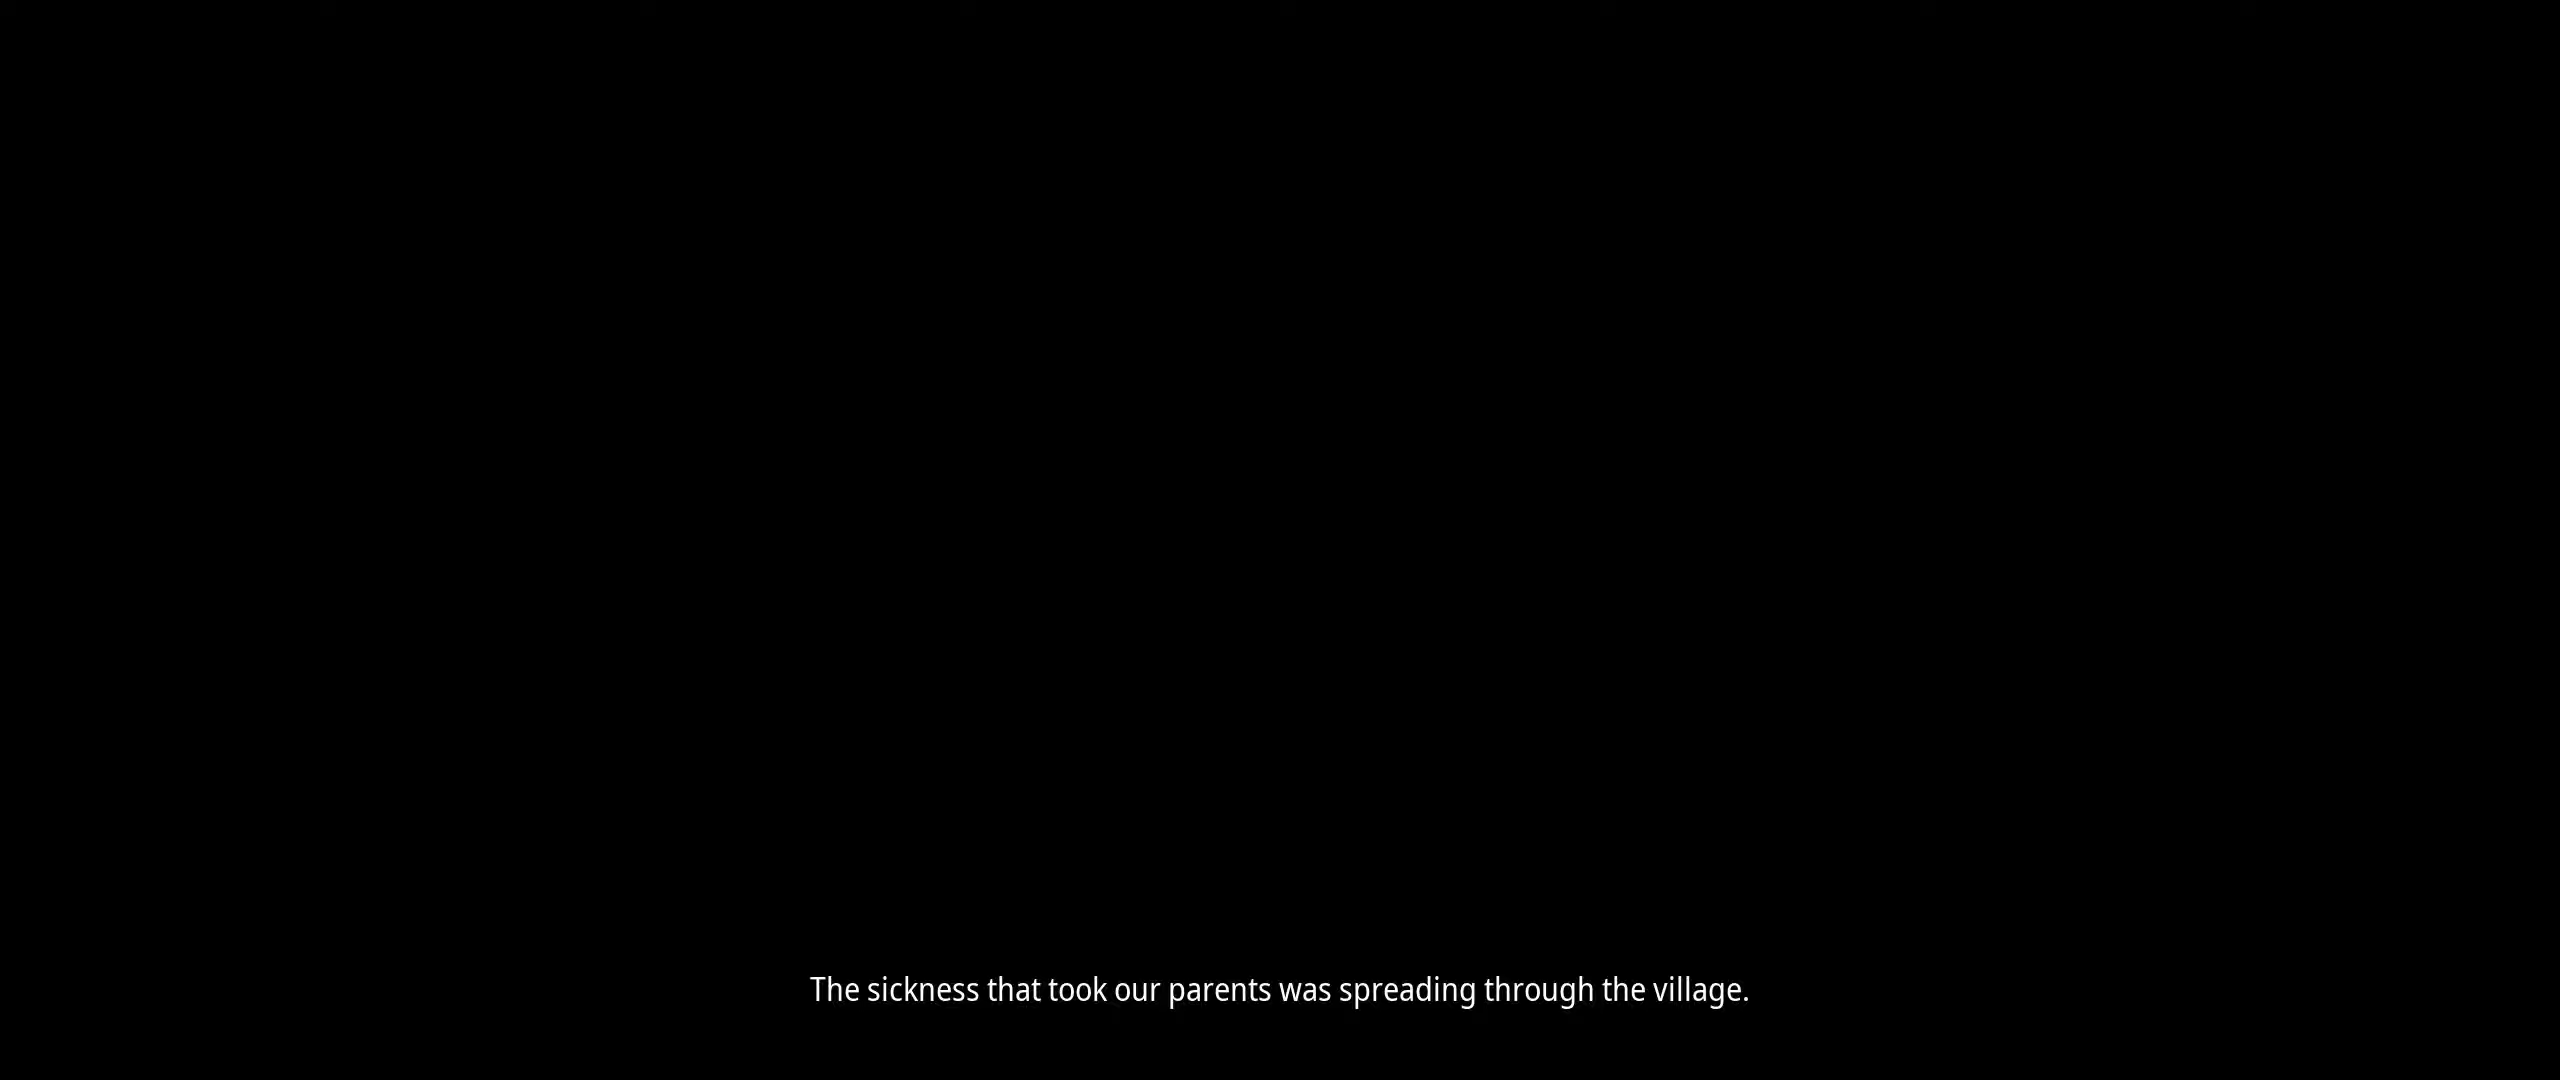 The sickness that took our parents was spreading through the village.